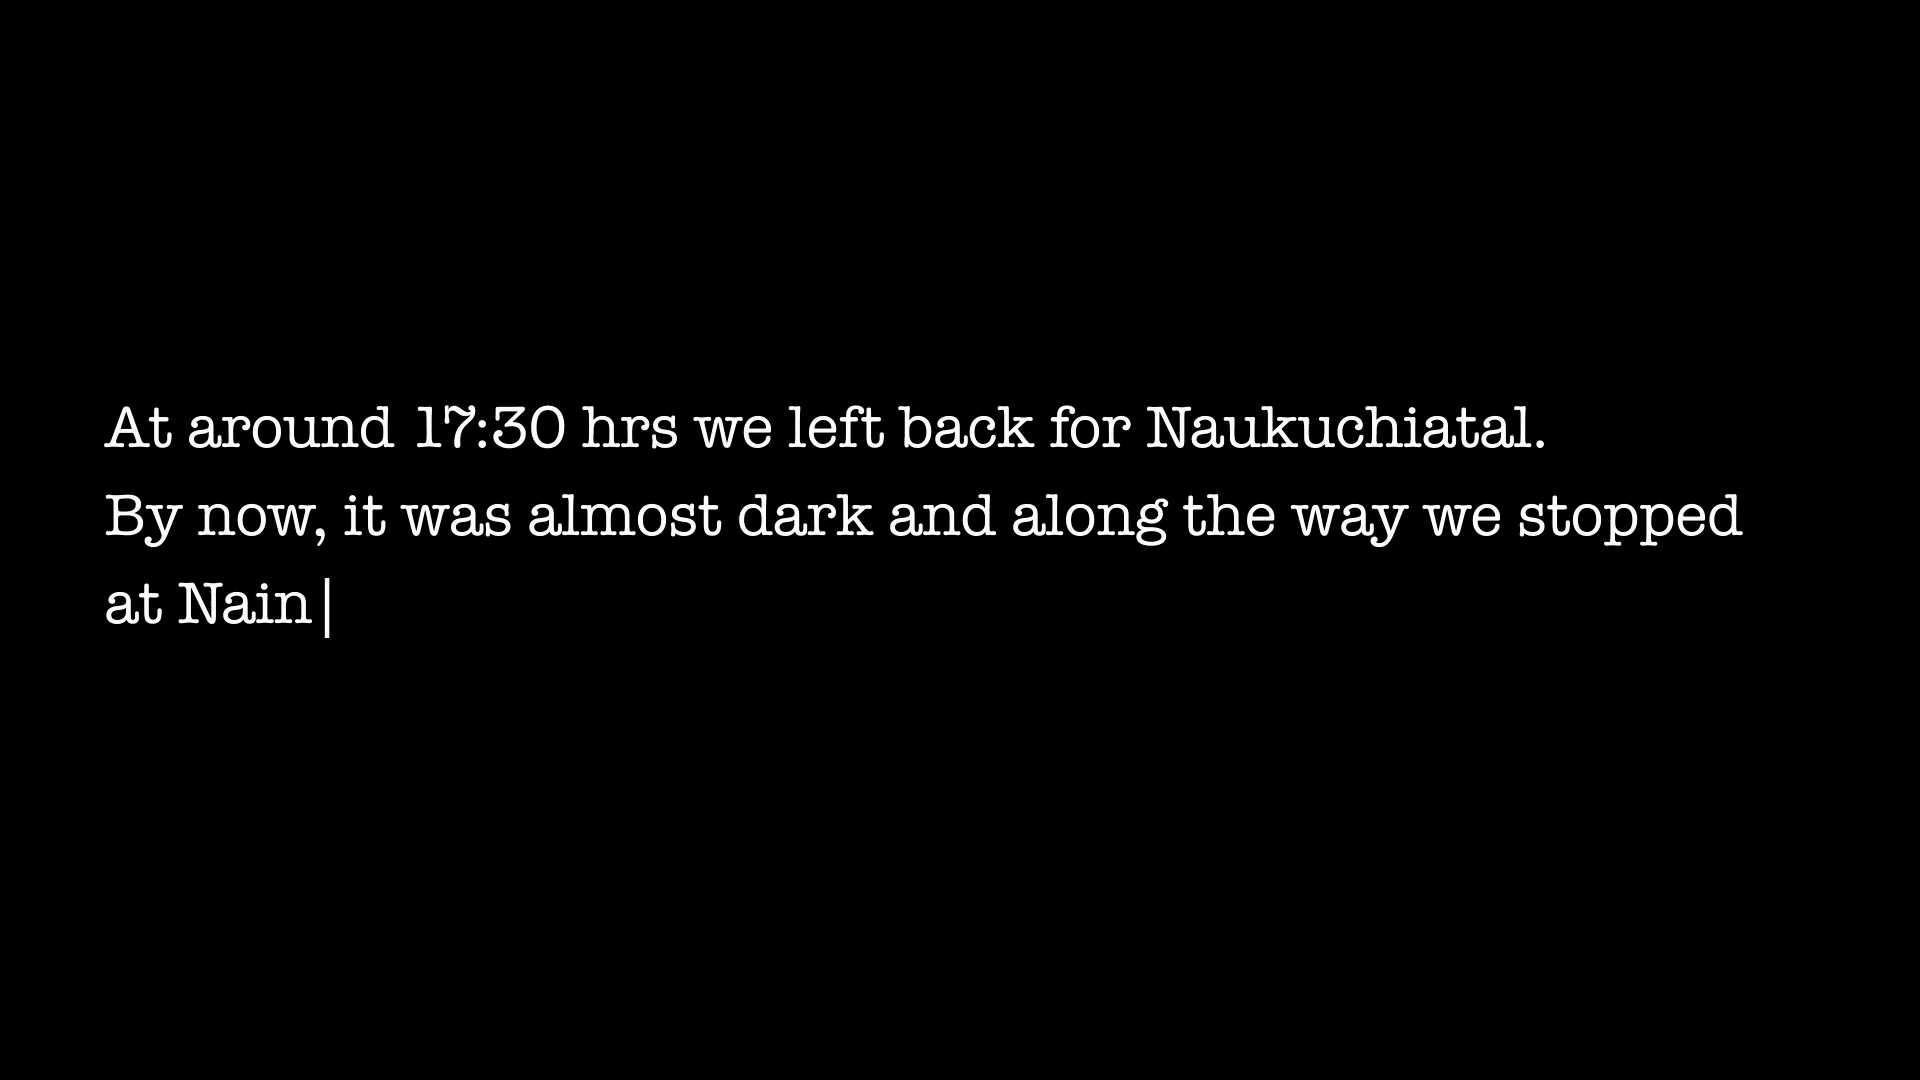 At around 17:30 hrs we left back for Naukuchiatal.
By now, it was almost dark and along the way we stopped
at Nain|